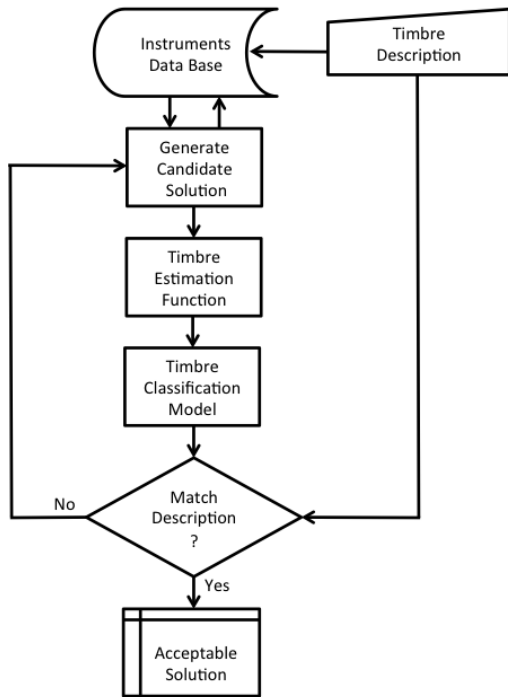 Instruments
Data Base
Timbre
Description
Generate
Candidate
Solution
Timbre
Estimation
Function
Timbre
Classification
Model
No
Match
Description
?
Yes
Acceptable
Solution